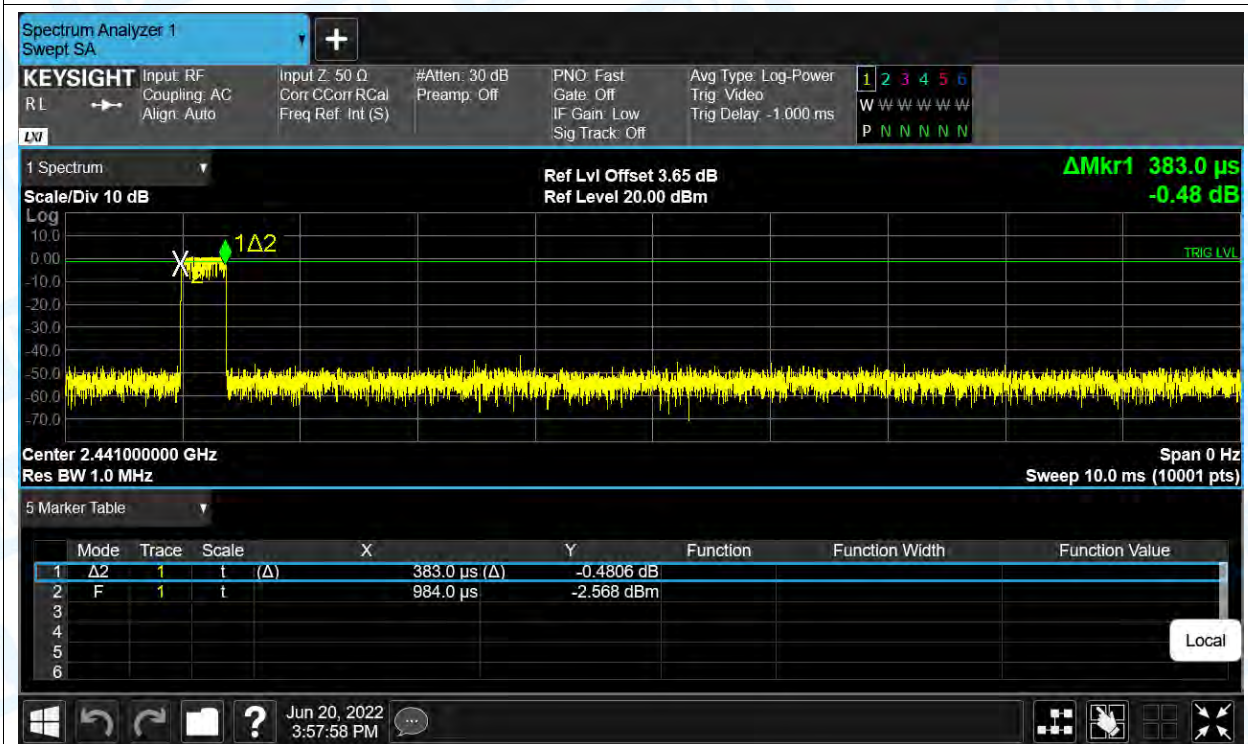 Spectrum Analyzer 1
Swept SA
+
KEYSIGHT
RL
LXI
Input: RF
Coupling: AC
Align: Auto
Input Z: 50 Ω
Corr CCorr RCal
Freq Ref: Int (S)
#Atten: 30 dB
Preamp: Off
PNO: Fast
Gate: Off
IF Gain: Low
Sig Track: Off
Avg Type: Log-Power
Trig: Video
Trig Delay: -1.000 ms
1 2 3 4 5 6
W W W W W W
P N N N N N
1 Spectrum
Scale/Div 10 dB
Ref Lvl Offset 3.65 dB
Ref Level 20.00 dBm
ΔMkr1 383.0 µs
-0.48 dB
Log
10.0
0.00
-10.0
-20.0
-30.0
-40.0
-50.0
-60.0
-70.0
1Δ2
TRIG LVL
Center 2.441000000 GHz
Span 0 Hz
Res BW 1.0 MHz
Sweep 10.0 ms (10001 pts)
5 Marker Table
Mode Trace Scale X Y Function Function Width Function Value
1 Δ2 1 t (Δ) 383.0 µs (Δ) -0.4806 dB
2 F 1 t 984.0 µs -2.568 dBm
3
4
5
6
Local
?
Jun 20, 2022
3:57:58 PM